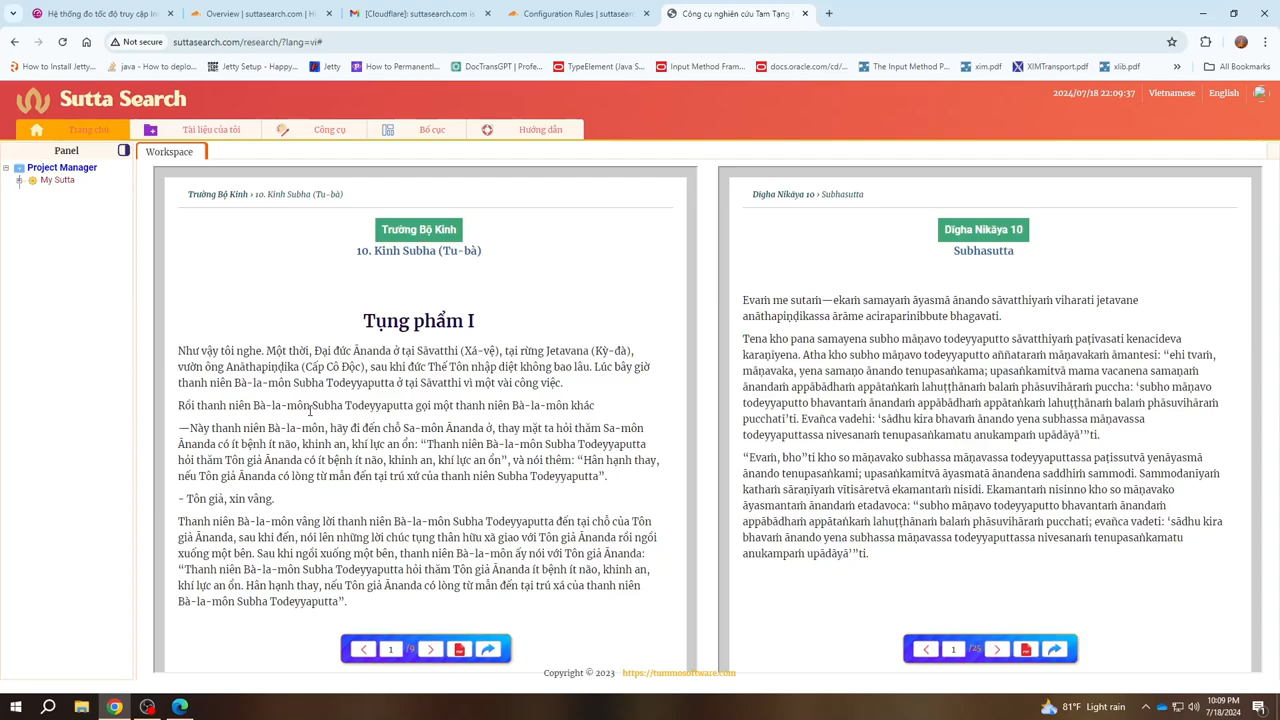 Hệ thống đo tốc độ truy cập Int
Overview | suttasearch.com | H
[Cloudflare]: suttasearch.com is
Configuration Rules | suttasearc
Công cụ nghiên cứu Tam Tạng
Not secure
suttasearch.com/research/?lang=vi#
How to Install Jetty...
java - How to deplo...
Jetty Setup - Happy...
Jetty
How to Permanentl...
DocTransGPT | Profe...
TypeElement (Java S...
Input Method Fram...
docs.oracle.com/cd/...
The Input Method P...
xim.pdf
XIMTransport.pdf
xlib.pdf
»
All Bookmarks
Sutta Search
2024/07/18 22:09:37
Vietnamese
English
Trang chủ
Tài liệu của tôi
Công cụ
Bố cục
Hướng dẫn
Panel
Workspace
Project Manager
My Sutta
Trường Bộ Kinh › 10. Kinh Subha (Tu-bà)
Trường Bộ Kinh
10. Kinh Subha (Tu-bà)
Tụng phẩm I
Như vậy tôi nghe. Một thời, Đại đức Ānanda ở tại Sāvatthi (Xá-vệ), tại rừng Jetavana (Kỳ-đà),
vườn ông Anāthapiṇḍika (Cấp Cô Độc), sau khi đức Thế Tôn nhập diệt không bao lâu. Lúc bây giờ
thanh niên Bà-la-môn Subha Todeyyaputta ở tại Sāvatthi vì một vài công việc.
Rồi thanh niên Bà-la-môn Subha Todeyyaputta gọi một thanh niên Bà-la-môn khác
—Này thanh niên Bà-la-môn, hãy đi đến chỗ Sa-môn Ānanda ở, thay mặt ta hỏi thăm Sa-môn
Ānanda có ít bệnh ít não, khinh an, khí lực an ổn: “Thanh niên Bà-la-môn Subha Todeyyaputta
hỏi thăm Tôn giả Ānanda có ít bệnh ít não, khinh an, khí lực an ổn”, và nói thêm: “Hân hạnh thay,
nếu Tôn giả Ānanda có lòng từ mẫn đến tại trú xứ của thanh niên Subha Todeyyaputta”.
- Tôn giả, xin vâng.
Thanh niên Bà-la-môn vâng lời thanh niên Bà-la-môn Subha Todeyyaputta đến tại chỗ của Tôn
giả Ānanda, sau khi đến, nói lên những lời chúc tụng thân hữu xã giao với Tôn giả Ānanda rồi ngồi
xuống một bên. Sau khi ngồi xuống một bên, thanh niên Bà-la-môn ấy nói với Tôn giả Ānanda:
“Thanh niên Bà-la-môn Subha Todeyyaputta hỏi thăm Tôn giả Ānanda ít bệnh ít não, khinh an,
khí lực an ổn. Hân hạnh thay, nếu Tôn giả Ānanda có lòng từ mẫn đến tại trú xá của thanh niên
Bà-la-môn Subha Todeyyaputta”.
1 /9
Dīgha Nikāya 10 › Subhasutta
Dīgha Nikāya 10
Subhasutta
Evaṁ me sutaṁ—ekaṁ samayaṁ āyasmā ānando sāvatthiyaṁ viharati jetavane
anāthapiṇḍikassa ārāme aciraparinibbute bhagavati.
Tena kho pana samayena subho māṇavo todeyyaputto sāvatthiyaṁ paṭivasati kenacideva
karaṇīyena. Atha kho subho māṇavo todeyyaputto aññataraṁ māṇavakaṁ āmantesi: “ehi tvaṁ,
māṇavaka, yena samaṇo ānando tenupasaṅkama; upasaṅkamitvā mama vacanena samaṇaṁ
ānandaṁ appābādhaṁ appātaṅkaṁ lahuṭṭhānaṁ balaṁ phāsuvihāraṁ puccha: ‘subho māṇavo
todeyyaputto bhavantaṁ ānandaṁ appābādhaṁ appātaṅkaṁ lahuṭṭhānaṁ balaṁ phāsuvihāraṁ
pucchatī’ti. Evañca vadehi: ‘sādhu kira bhavaṁ ānando yena subhassa māṇavassa
todeyyaputtassa nivesanaṁ tenupasaṅkamatu anukampaṁ upādāyā’”ti.
“Evaṁ, bho”ti kho so māṇavako subhassa māṇavassa todeyyaputtassa paṭissutvā yenāyasmā
ānando tenupasaṅkami; upasaṅkamitvā āyasmatā ānandena saddhiṁ sammodi. Sammodanīyaṁ
kathaṁ sāraṇīyaṁ vītisāretvā ekamantaṁ nisīdi. Ekamantaṁ nisinno kho so māṇavako
āyasmantaṁ ānandaṁ etadavoca: “subho māṇavo todeyyaputto bhavantaṁ ānandaṁ
appābādhaṁ appātaṅkaṁ lahuṭṭhānaṁ balaṁ phāsuvihāraṁ pucchati; evañca vadeti: ‘sādhu kira
bhavaṁ ānando yena subhassa māṇavassa todeyyaputtassa nivesanaṁ tenupasaṅkamatu
anukampaṁ upādāyā’”ti.
1 /25
Copyright © 2023 https://tummosoftware.com
81°F Light rain
10:09 PM
7/18/2024